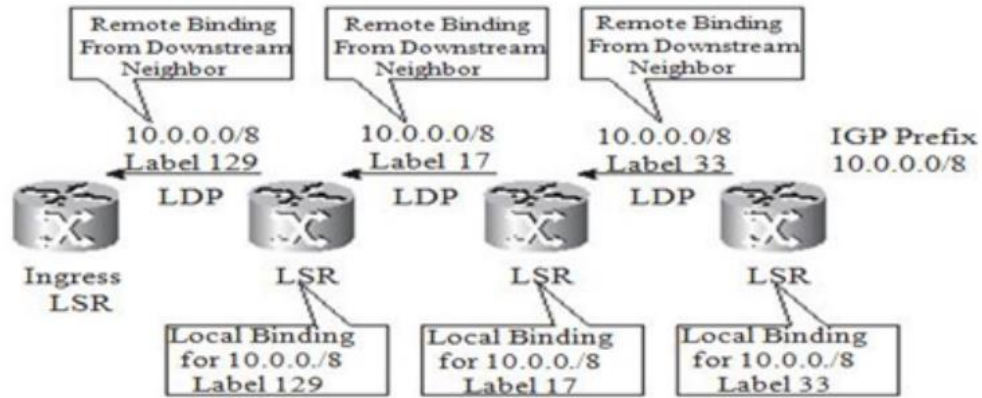 Remote Binding
From Downstream
Neighbor
Remote Binding
From Downstream
Neighbor
Remote Binding
From Downstream
Neighbor
10.0.0.0/8
Label 129
LDP
10.0.0.0/8
Label 17
LDP
10.0.0.0/8
Label 33
LDP
IGP Prefix
10.0.0.0/8
Ingress
LSR
LSR
LSR
LSR
Local Binding
for 10.0.0./8
Label 129
Local Binding
for 10.0.0./8
Label 17
Local Binding
for 10.0.0./8
Label 33